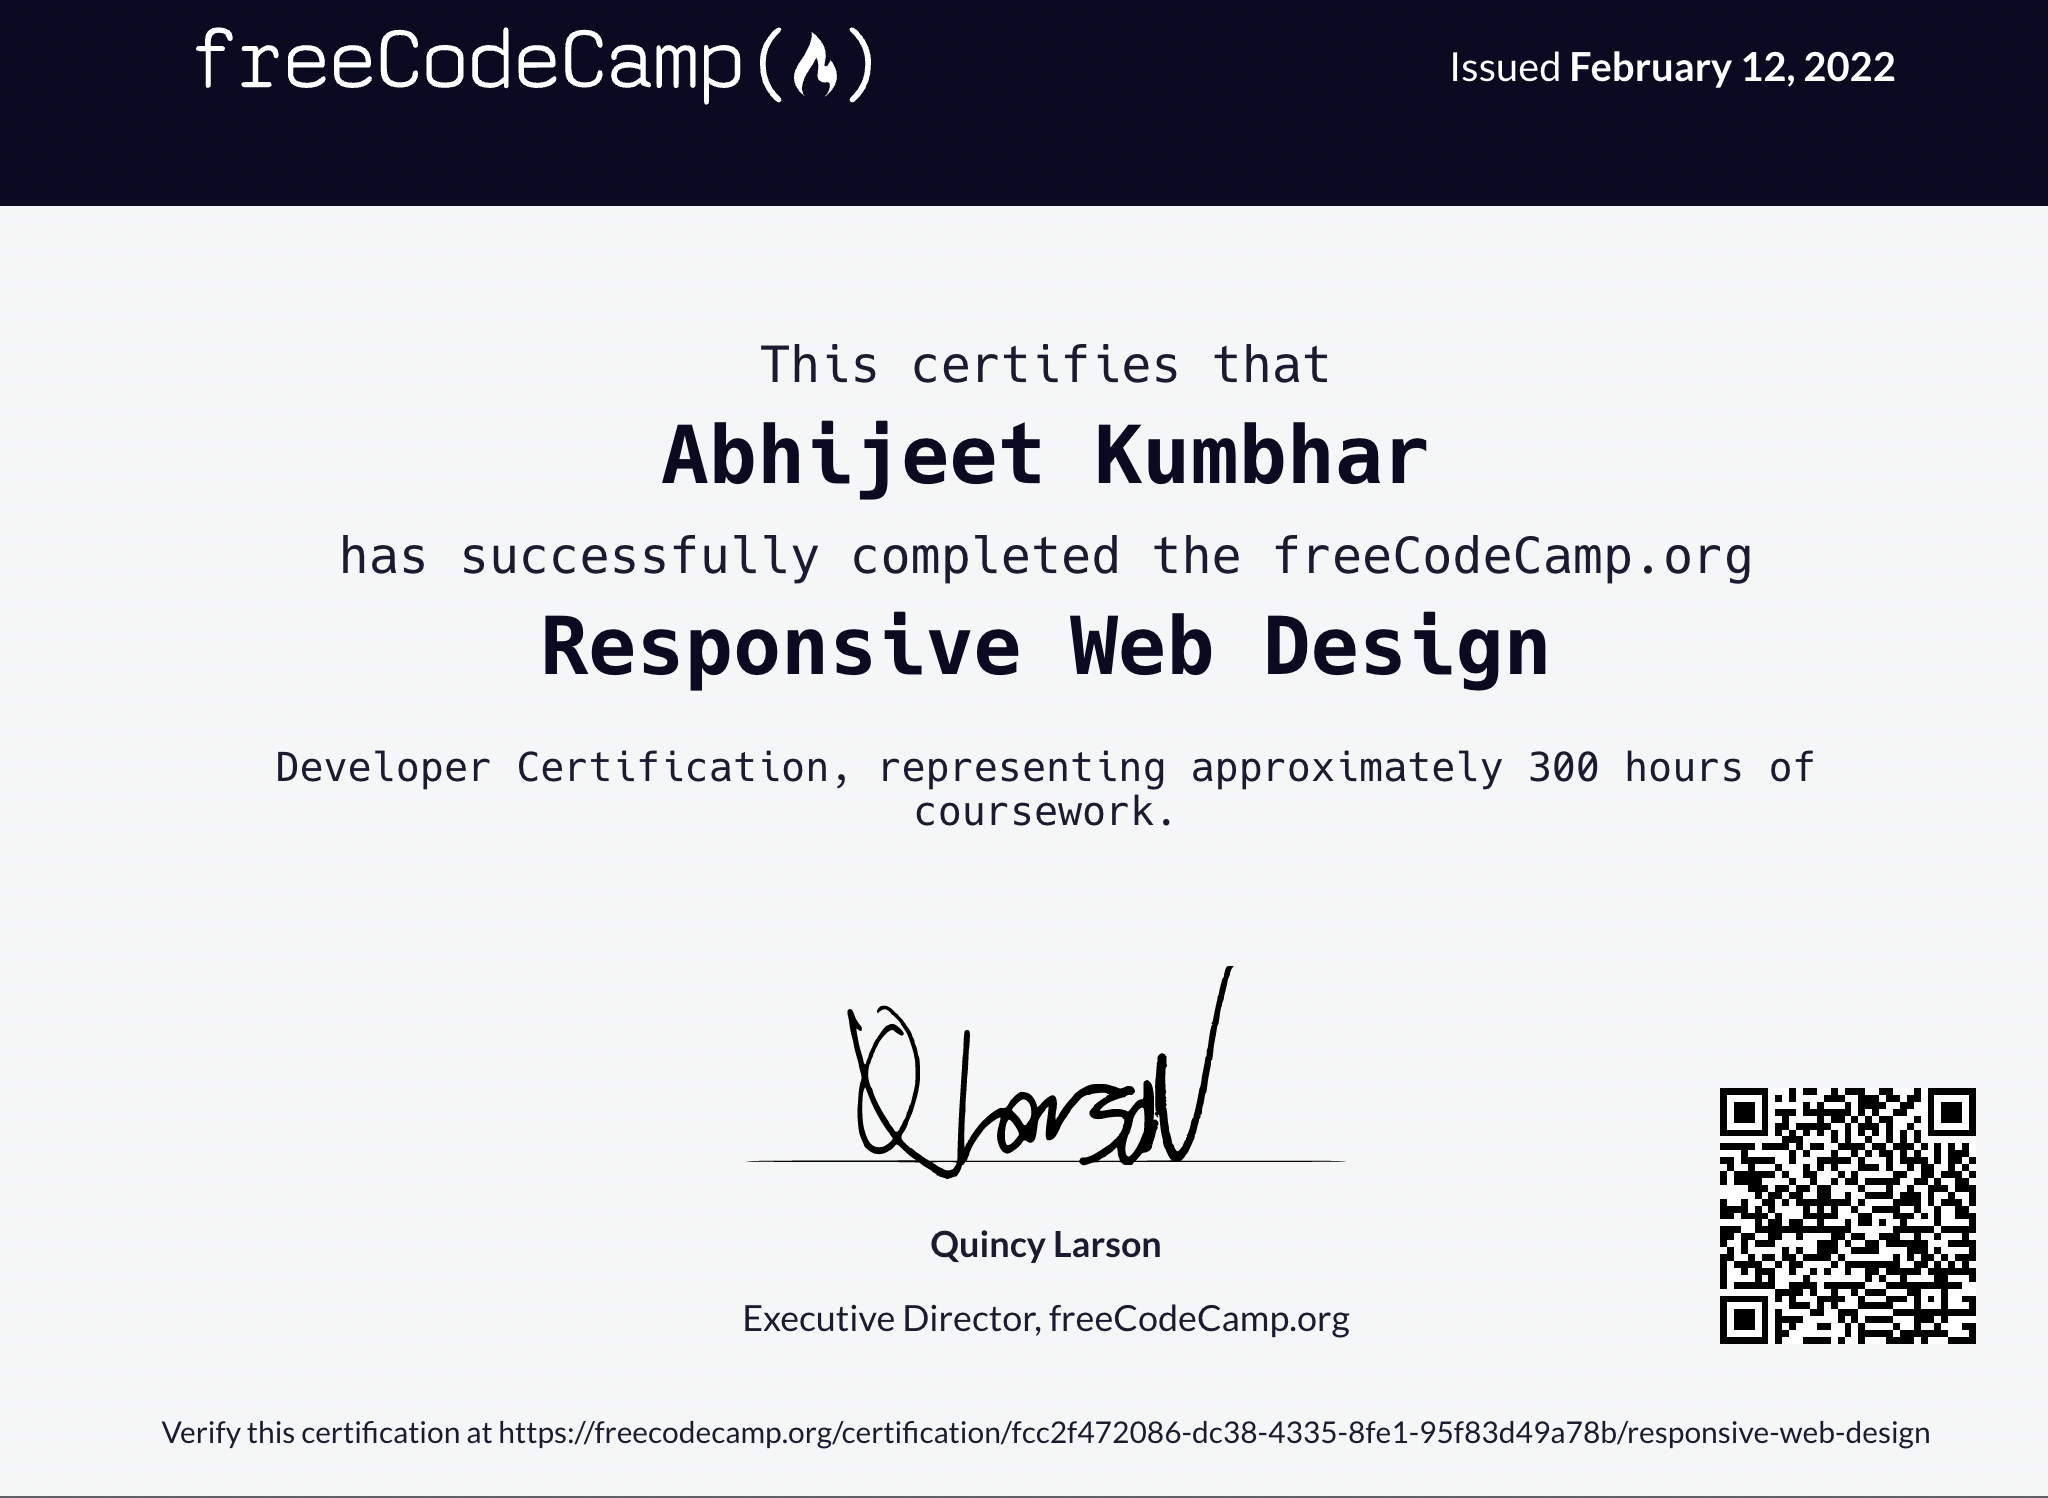 freeCodeCamp
Issued February 12, 2022
This certifies that
Abhijeet Kumbhar
has successfully completed the freeCodeCamp.org
Responsive Web Design
Developer Certification, representing approximately 300 hours of
coursework.
Q Larson
Quincy Larson
Executive Director, freeCodeCamp.org
Verify this certification at https://freecodecamp.org/certification/fcc2f472086-dc38-4335-8fe1-95f83d49a78b/responsive-web-design